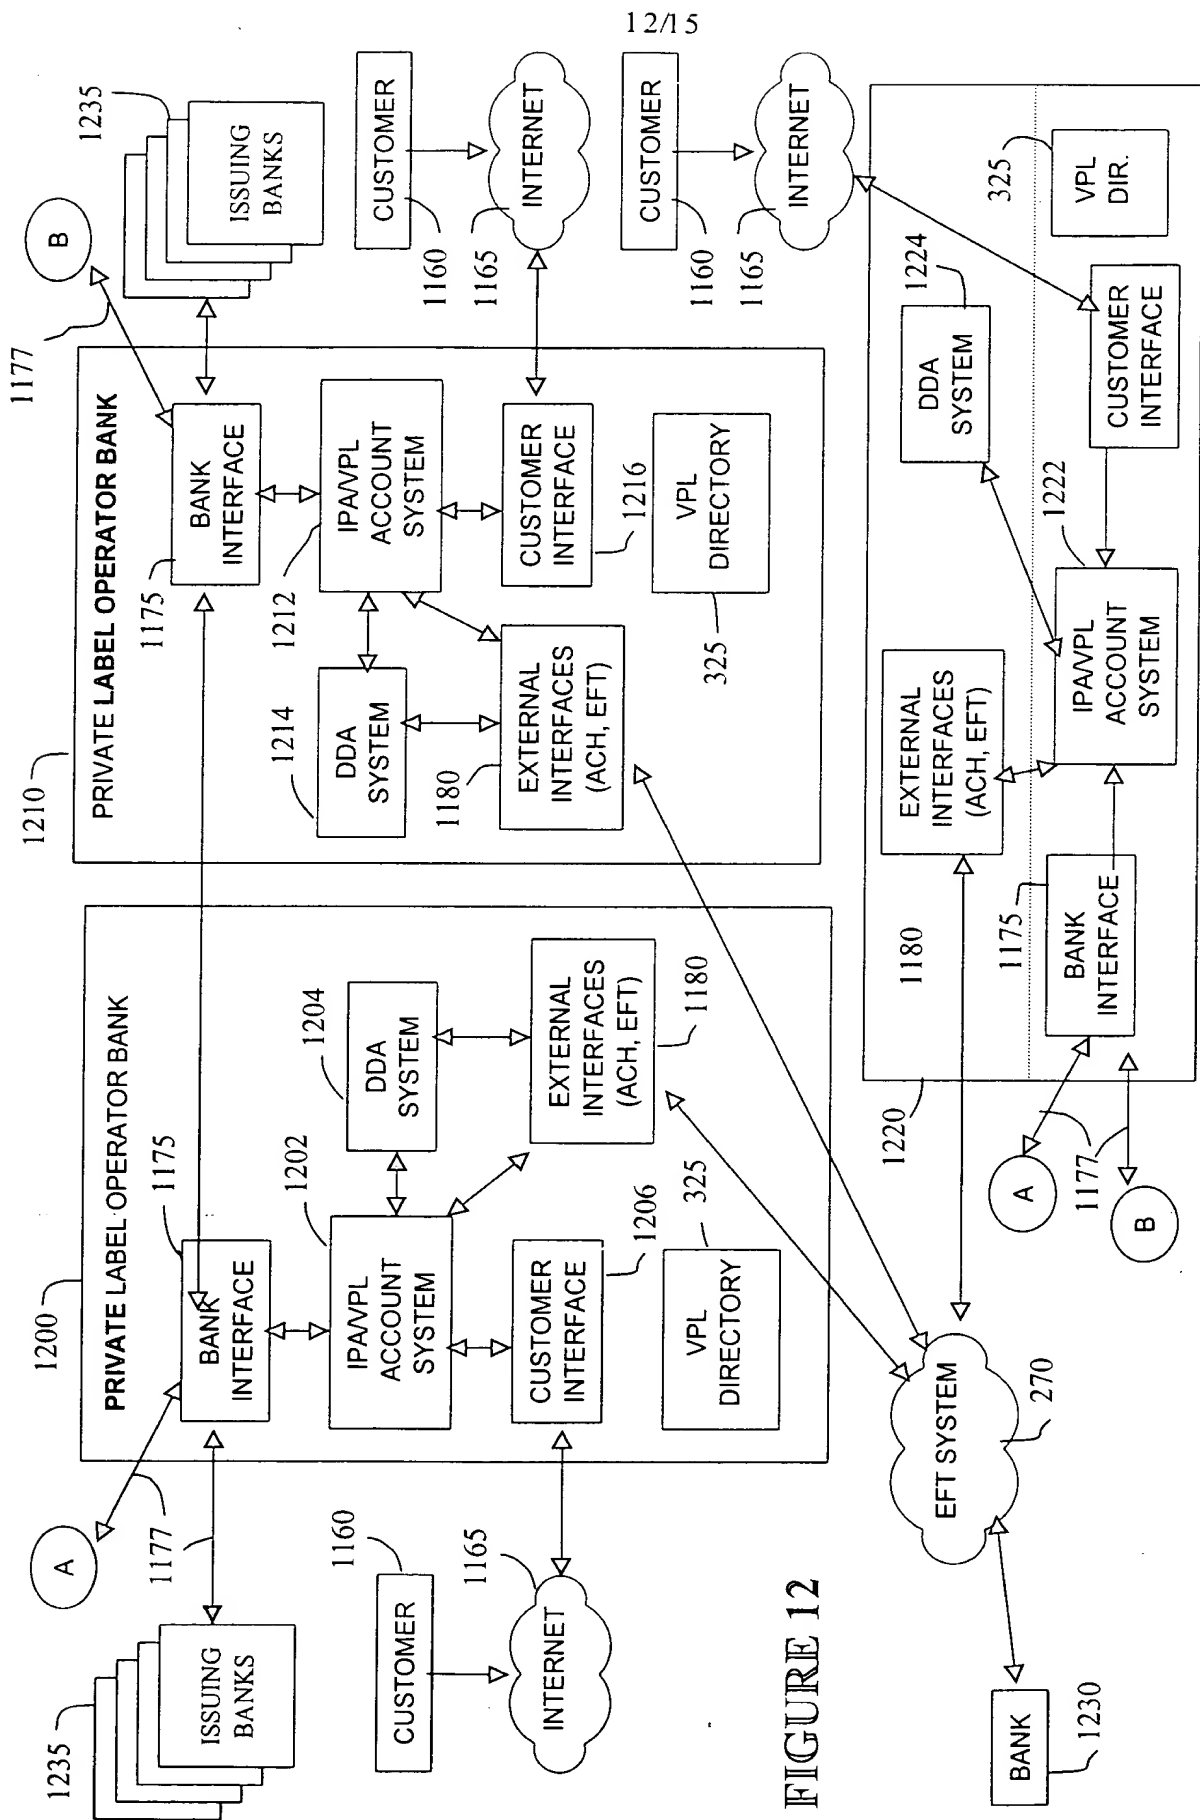 12/15
1235
ISSUING
BANKS
A
1177
CUSTOMER
1160
INTERNET
1165
1200
PRIVATE LABEL OPERATOR BANK
1175
BANK
INTERFACE
IPA/VPL
ACCOUNT
SYSTEM
1202
DDA
SYSTEM
1204
CUSTOMER
INTERFACE
1206
EXTERNAL
INTERFACES
(ACH, EFT)
1180
VPL
DIRECTORY
325
1210
PRIVATE LABEL OPERATOR BANK
1175
BANK
INTERFACE
1177
B
1235
ISSUING
BANKS
1214
DDA
SYSTEM
1212
IPA/VPL
ACCOUNT
SYSTEM
1180
EXTERNAL
INTERFACES
(ACH, EFT)
CUSTOMER
INTERFACE
1216
325
VPL
DIRECTORY
CUSTOMER
1160
INTERNET
1165
CUSTOMER
1160
INTERNET
1165
FIGURE 12
BANK
1230
EFT SYSTEM
270
1220
A
1177
B
1180
EXTERNAL
INTERFACES
(ACH, EFT)
DDA
SYSTEM
1224
1175
BANK
INTERFACE
IPA/VPL
ACCOUNT
SYSTEM
1222
CUSTOMER
INTERFACE
325
VPL
DIR.